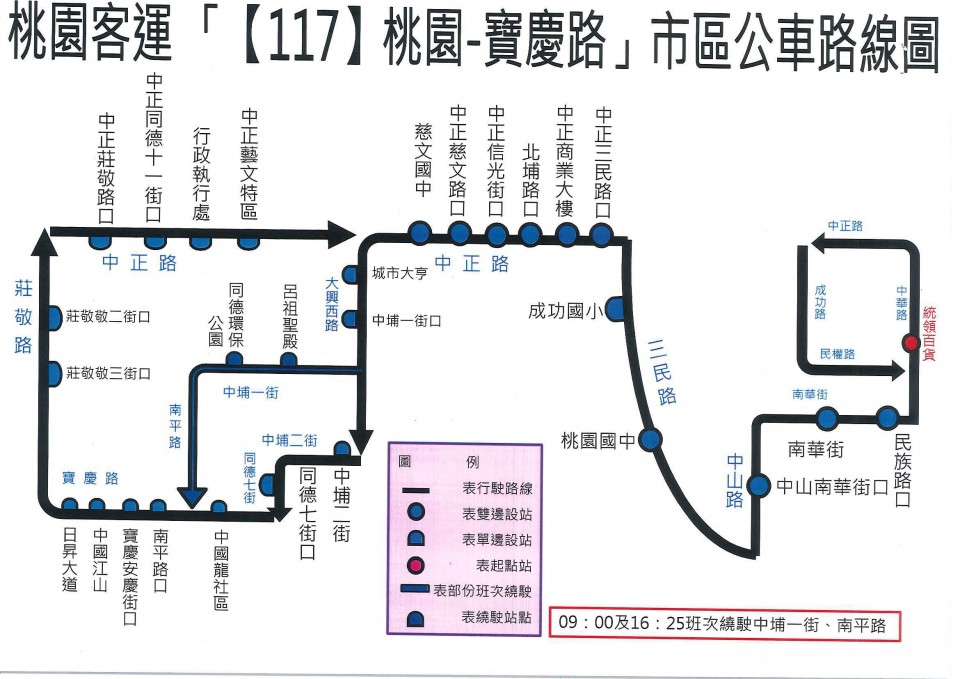 桃園客運「【117】桃園-寶慶路」市區公車路線圖
中正莊敬路口
中正同德十一街口
行政執行處
中正藝文特區
慈文國中
中正慈文路口
中正信光街口
北埔路口
中正商業大樓
中正三民路口
中正路
中正路
莊敬路
莊敬敬二街口
莊敬敬三街口
大興西路
城市大亨
中埔一街口
同德環保公園
呂祖聖殿
中埔一街
南平路
中埔二街
同德七街
同德七街口
中埔二街
寶慶路
日昇大道
中國江山
寶慶安慶街口
南平路口
中國龍社區
成功國小
三民路
桃園國中
中山路
中山南華街口
南華街
南華街
民族路口
中正路
成功路
中華路
民權路
統領百貨
圖 例
表行駛路線
表雙邊設站
表單邊設站
表起點站
表部份班次繞駛
表繞駛站點
09：00及16：25班次繞駛中埔一街、南平路